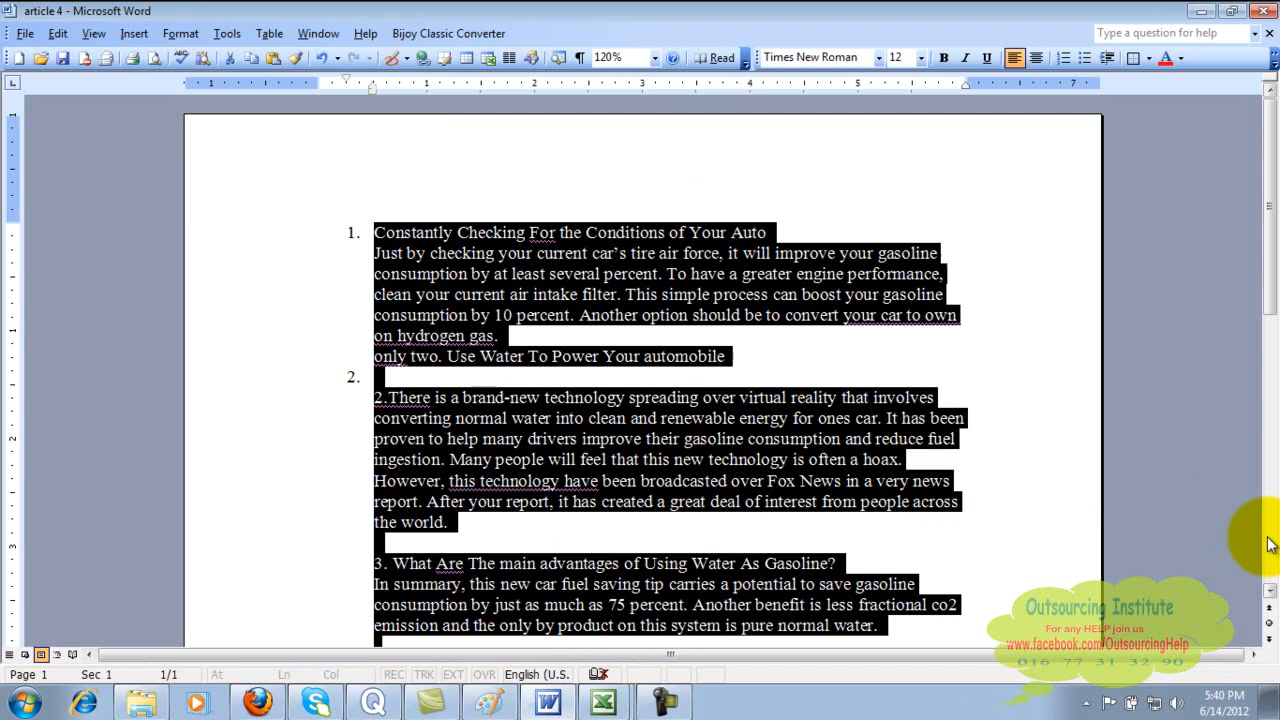 article 4 - Microsoft Word
File Edit View Insert Format Tools Table Window Help Bijoy Classic Converter
Type a question for help
120% Read Times New Roman 12 B I U A
1 1 2 3 4 5 7
1. Constantly Checking For the Conditions of Your Auto
Just by checking your current car's tire air force, it will improve your gasoline
consumption by at least several percent. To have a greater engine performance,
clean your current air intake filter. This simple process can boost your gasoline
consumption by 10 percent. Another option should be to convert your car to own
on hydrogen gas.
only two. Use Water To Power Your automobile
2.
2.There is a brand-new technology spreading over virtual reality that involves
converting normal water into clean and renewable energy for ones car. It has been
proven to help many drivers improve their gasoline consumption and reduce fuel
ingestion. Many people will feel that this new technology is often a hoax.
However, this technology have been broadcasted over Fox News in a very news
report. After your report, it has created a great deal of interest from people across
the world.
3. What Are The main advantages of Using Water As Gasoline?
In summary, this new car fuel saving tip carries a potential to save gasoline
consumption by just as much as 75 percent. Another benefit is less fractional co2
emission and the only by product on this system is pure normal water.
Outsourcing Institute
For any HELP join us
www.facebook.com/OutsourcingHelp
016 77 31 32 90
Page 1 Sec 1 1/1 At Ln Col REC TRK EXT OVR English (U.S.
5:40 PM
6/14/2012